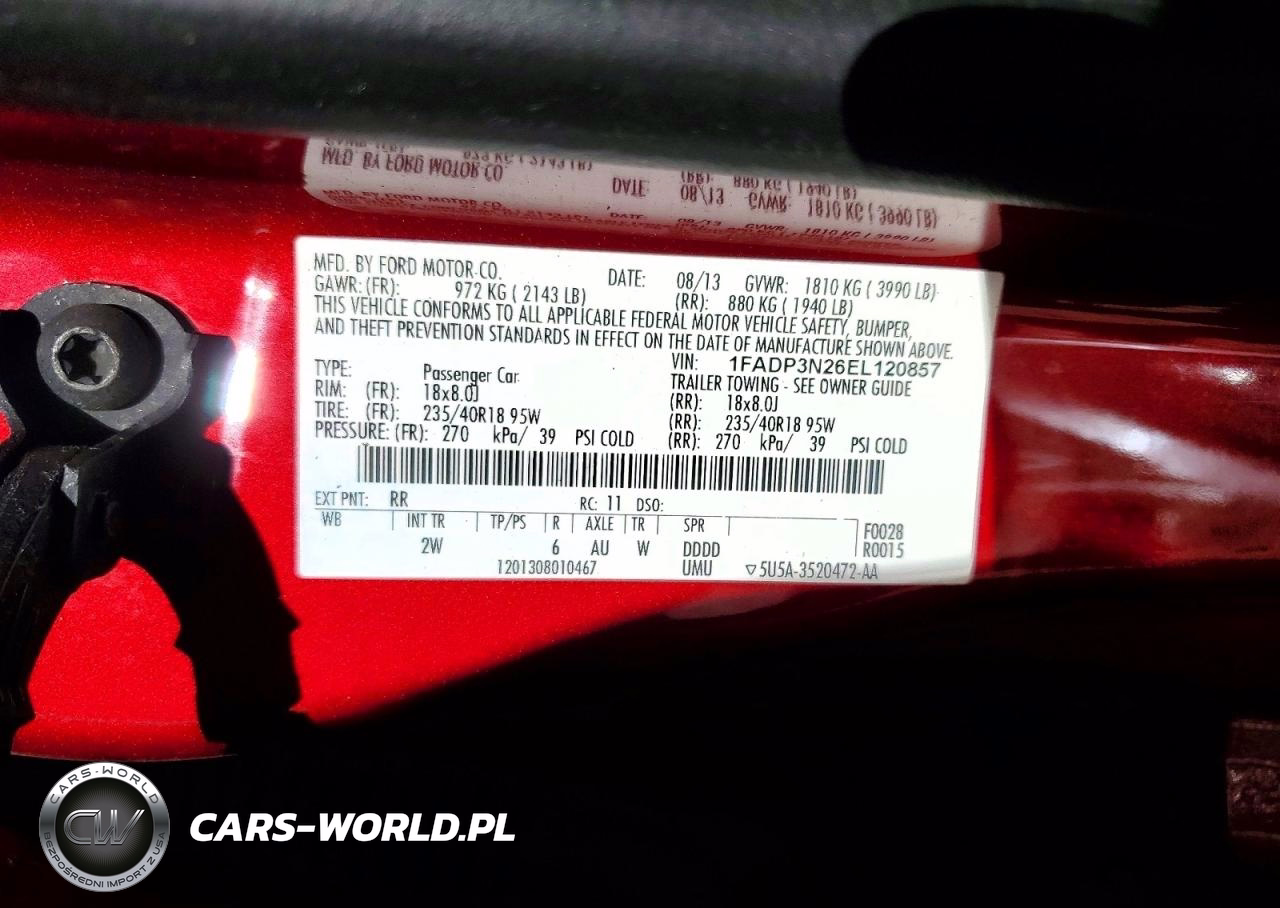 MFD. BY FORD MOTOR CO. DATE: 08/13 GVWR: 1810 KG ( 3990 LB)
GAWR: (FR): 972 KG ( 2143 LB) (RR): 880 KG ( 1940 LB)
THIS VEHICLE CONFORMS TO ALL APPLICABLE FEDERAL MOTOR VEHICLE SAFETY, BUMPER,
AND THEFT PREVENTION STANDARDS IN EFFECT ON THE DATE OF MANUFACTURE SHOWN ABOVE.
VIN: 1FADP3N26EL120857
TYPE: Passenger Car TRAILER TOWING - SEE OWNER GUIDE
RIM: (FR): 18x8.0J (RR): 18x8.0J
TIRE: (FR): 235/40R18 95W (RR): 235/40R18 95W
PRESSURE: (FR): 270 kPa/ 39 PSI COLD (RR): 270 kPa/ 39 PSI COLD
EXT PNT: RR RC: 11 DSO:
WB INT TR TP/PS R AXLE TR SPR F0028
2W 6 AU W DDDD R0015
1201308010467 UMU ▽5U5A-3520472-AA
CARS-WORLD
CW
BEZPOŚREDNI IMPORT Z USA
CARS-WORLD.PL